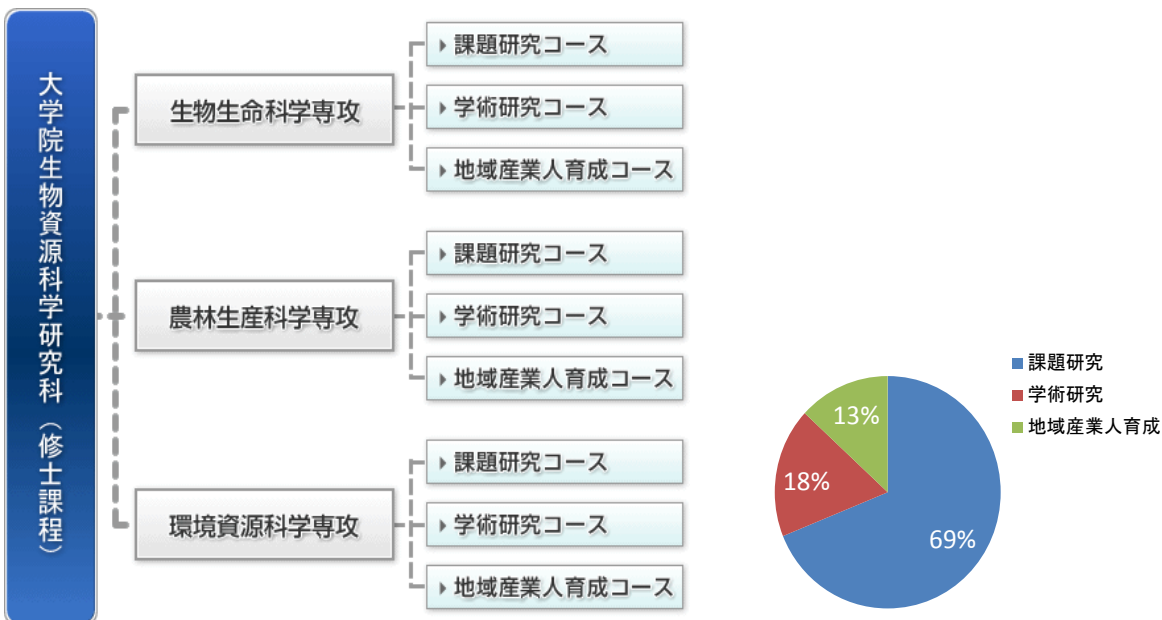 大学院生物資源科学研究科（修士課程）
生物生命科学専攻
課題研究コース
学術研究コース
地域産業人育成コース
農林生産科学専攻
課題研究コース
学術研究コース
地域産業人育成コース
環境資源科学専攻
課題研究コース
学術研究コース
地域産業人育成コース
課題研究
学術研究
地域産業人育成
13%
18%
69%